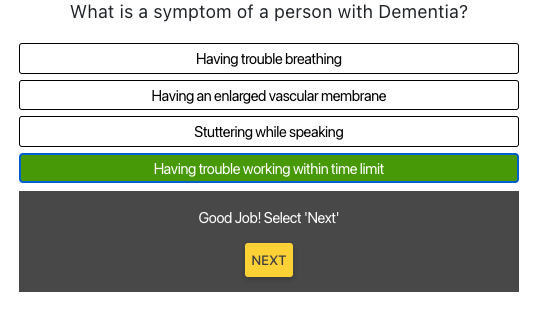 What is a symptom of a person with Dementia?
Having trouble breathing
Having an enlarged vascular membrane
Stuttering while speaking
Having trouble working within time limit
Good Job! Select 'Next'
NEXT